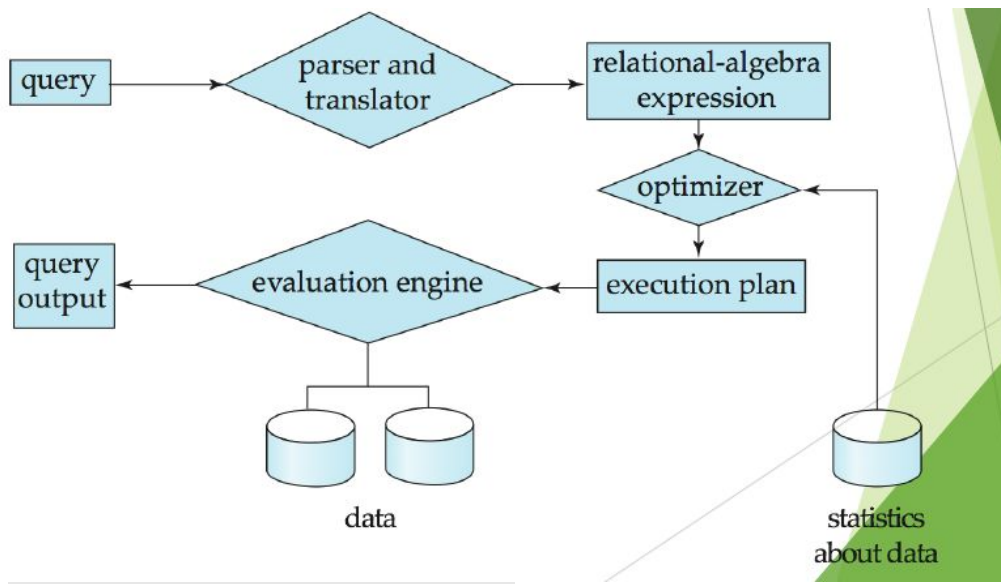 query
parser and
translator
relational-algebra
expression
optimizer
query
output
evaluation engine
execution plan
data
statistics
about data